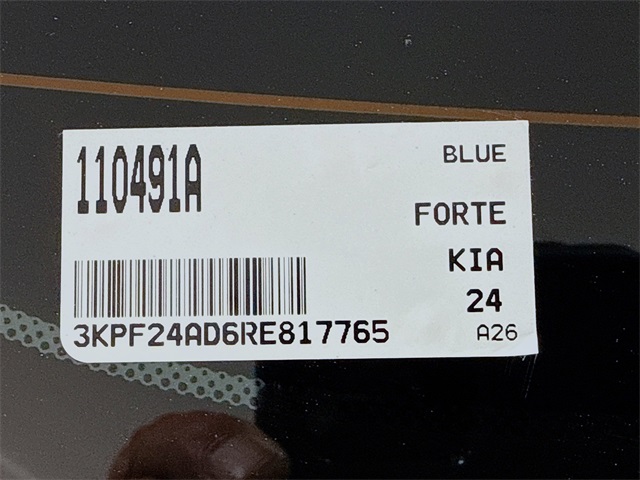 110491A
BLUE
FORTE
KIA
24
3KPF24AD6RE817765
A26